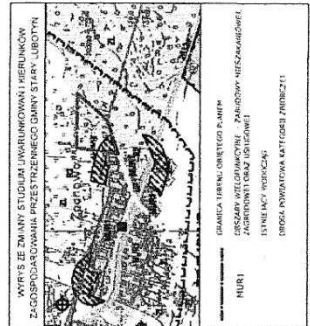 WYRYS ZE ZMIANY STUDIUM UWARUNKOWAŃ I KIERUNKÓW
ZAGOSPODAROWANIA PRZESTRZENNEGO GMINY STARY LUBOTYŃ
GRANICA TERENU OBJĘTEGO PLANEM
MUR1
OBSZARY WIELOFUNKCYJNE - ZABUDOWY MIESZKANIOWEJ,
ZAGRODOWEJ ORAZ USŁUGOWEJ
ISTNIEJĄCY WODOCIĄG
DROGA POWIATOWA KATEGORII ZBIORCZEJ